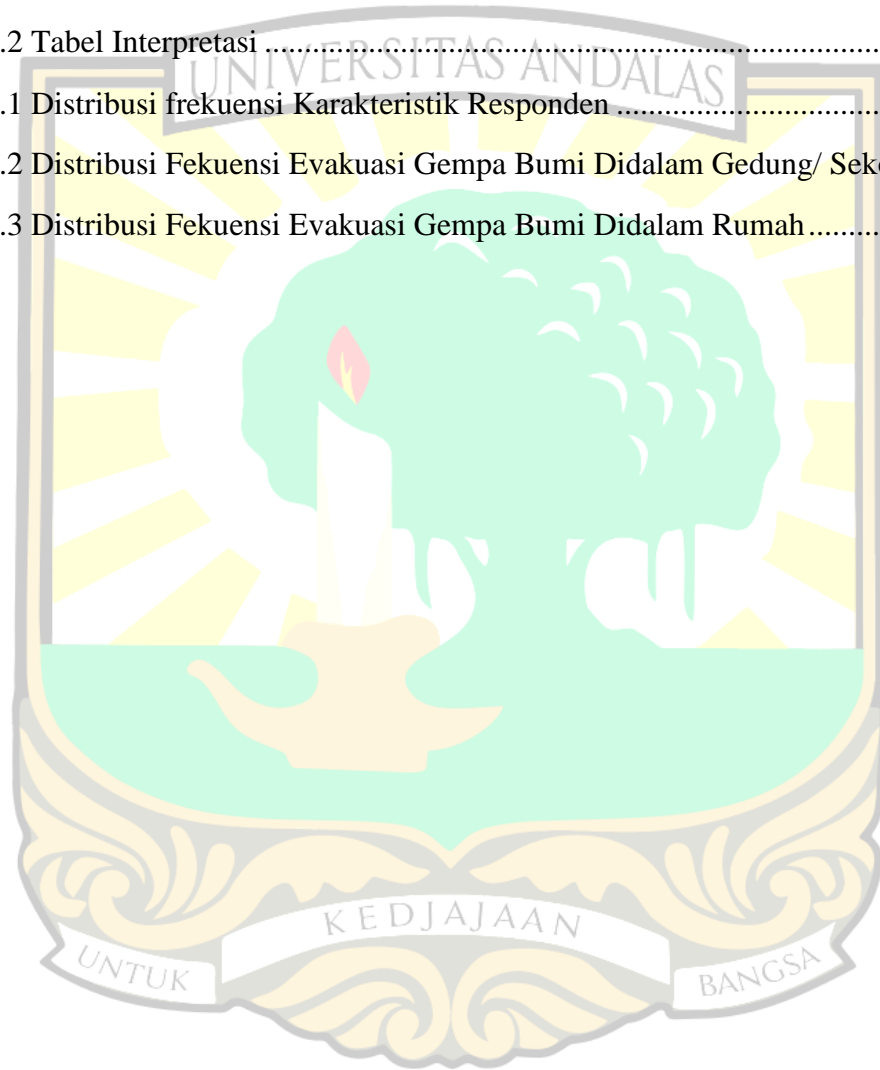 .2 Tabel Interpretasi ........................................................................
UNIVERSITAS ANDALAS
.1 Distribusi frekuensi Karakteristik Responden ..............................
.2 Distribusi Fekuensi Evakuasi Gempa Bumi Didalam Gedung/
.3 Distribusi Fekuensi Evakuasi Gempa Bumi Didalam Rumah .........
KEDJAJAAN
UNTUK
BANGSA